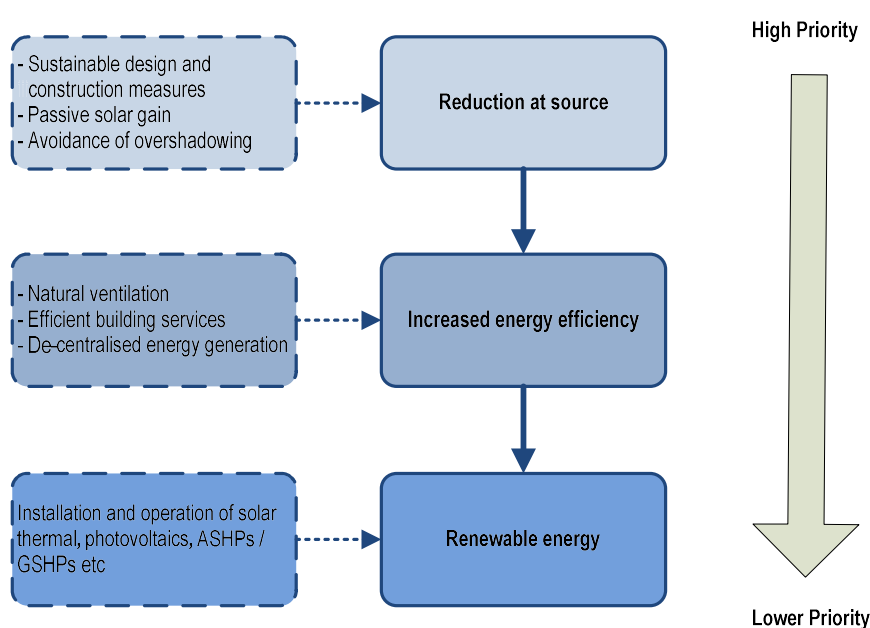 High Priority
- Sustainable design and
construction measures
- Passive solar gain
- Avoidance of overshadowing
Reduction at source
- Natural ventilation
- Efficient building services
- De-centralised energy generation
Increased energy efficiency
Installation and operation of solar
thermal, photovoltaics, ASHPs /
GSHPs etc
Renewable energy
Lower Priority